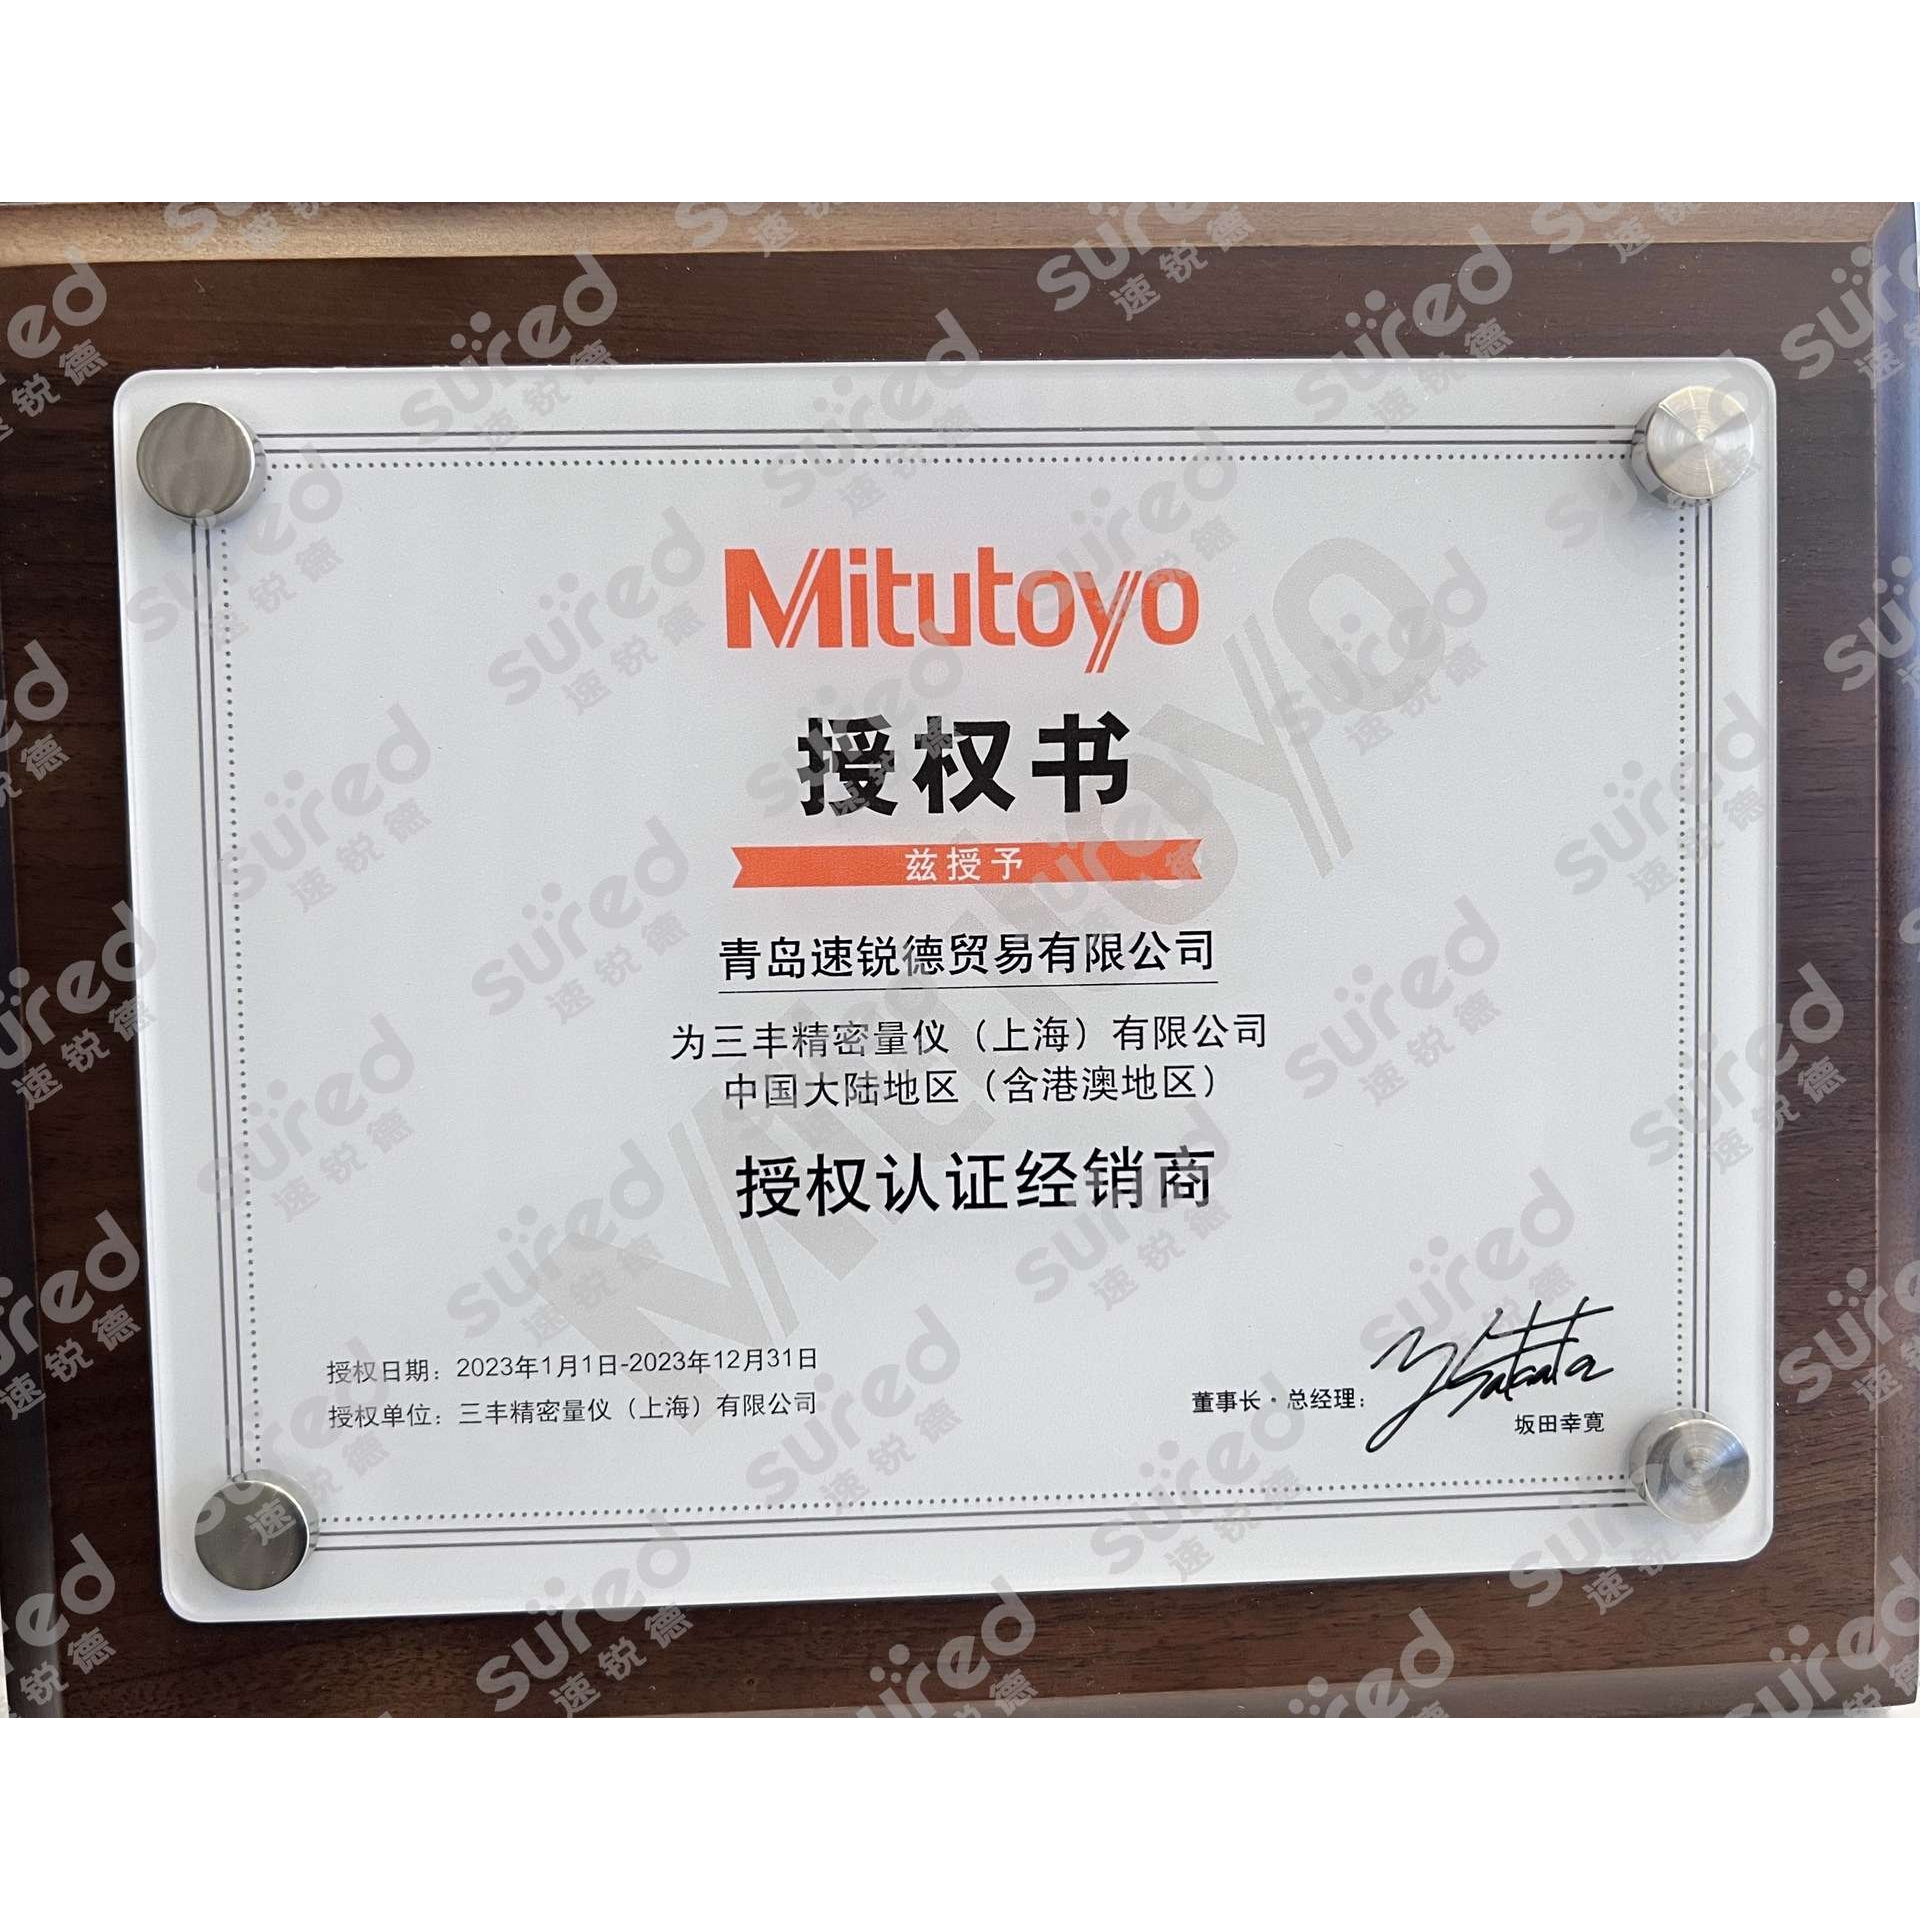 Mitutoyo
授权书
兹授予
青岛速锐德贸易有限公司
为三丰精密量仪（上海）有限公司
中国大陆地区（含港澳地区）
授权认证经销商
授权日期：2023年1月1日-2023年12月31日
授权单位：三丰精密量仪（上海）有限公司
董事长·总经理：
坂田幸寛
sured
速锐德